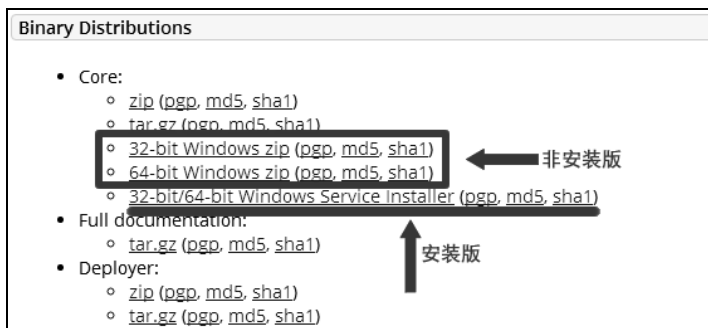 Binary Distributions
Core:
zip (pgp, md5, sha1)
tar.gz (pgp, md5, sha1)
32-bit Windows zip (pgp, md5, sha1)
非安装版
64-bit Windows zip (pgp, md5, sha1)
32-bit/64-bit Windows Service Installer (pgp, md5, sha1)
Full documentation:
tar.gz (pgp, md5, sha1)
安装版
Deployer:
zip (pgp, md5, sha1)
tar.gz (pgp, md5, sha1)